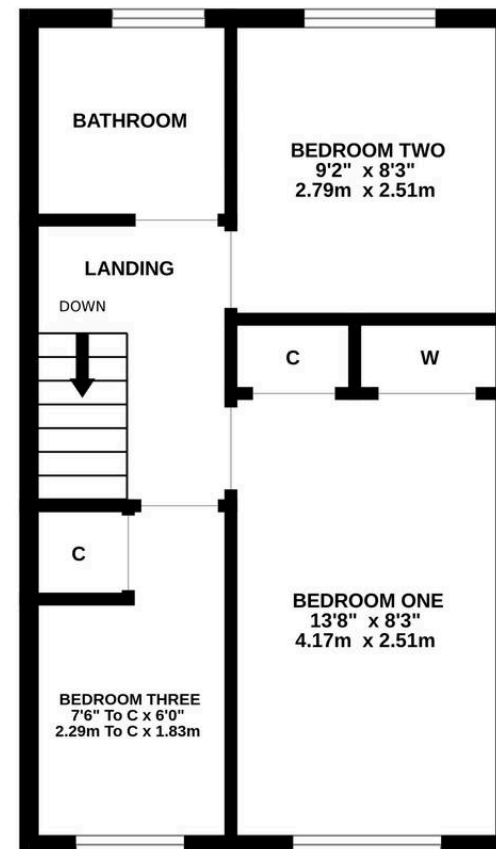 BATHROOM
BEDROOM TWO
9'2" x 8'3"
2.79m x 2.51m
LANDING
DOWN
C
W
C
BEDROOM ONE
13'8" x 8'3"
4.17m x 2.51m
BEDROOM THREE
7'6" To C x 6'0"
2.29m To C x 1.83m